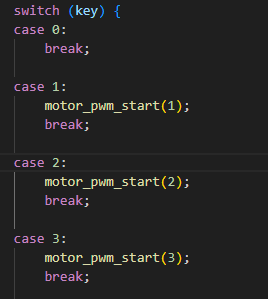 switch (key) {
case 0:
    break;

case 1:
    motor_pwm_start(1);
    break;

case 2:
    motor_pwm_start(2);
    break;

case 3:
    motor_pwm_start(3);
    break;